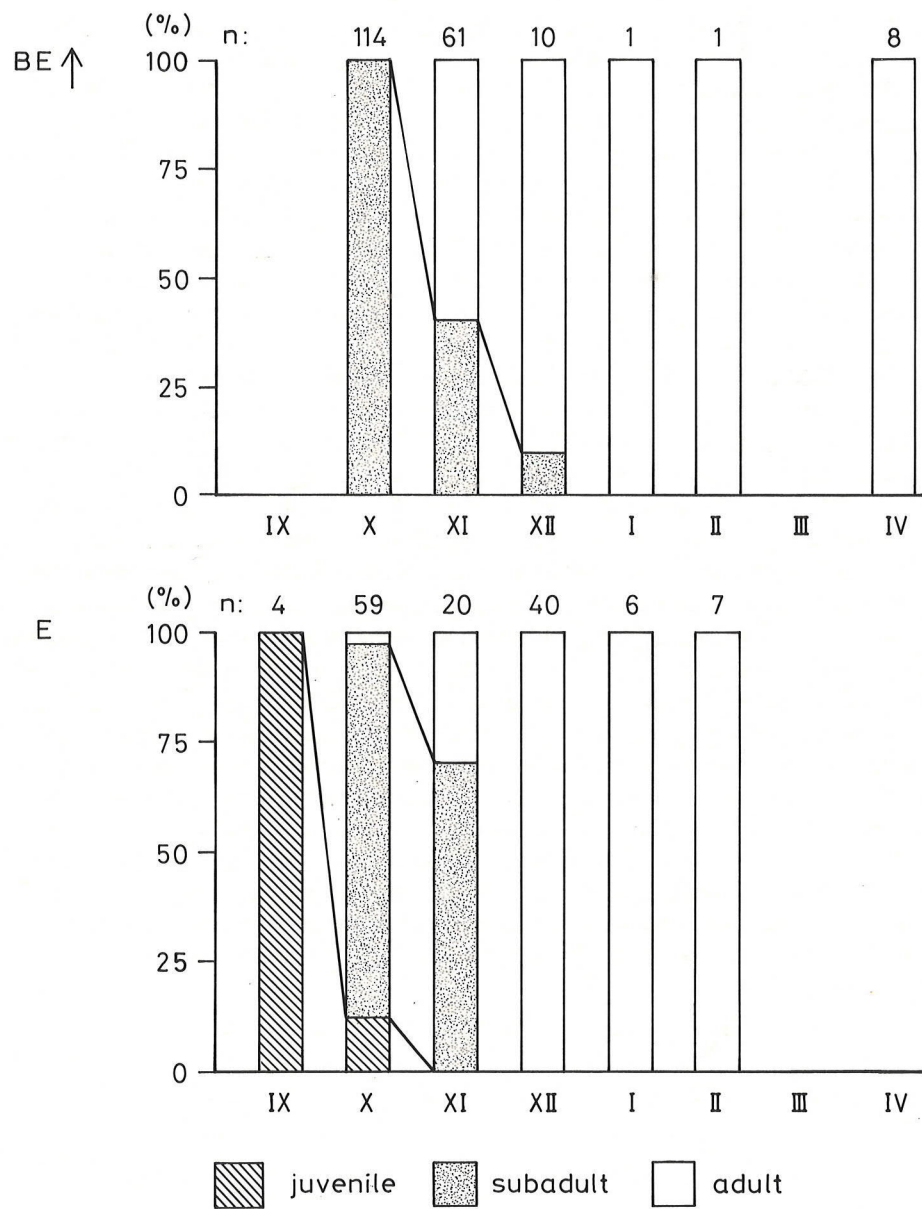 (%) n: 114 61 10 1 1 8
BE ↑
100
75
50
25
0
IX X XI XII I II III IV
(%) n: 4 59 20 40 6 7
E
100
75
50
25
0
IX X XI XII I II III IV
juvenile subadult adult